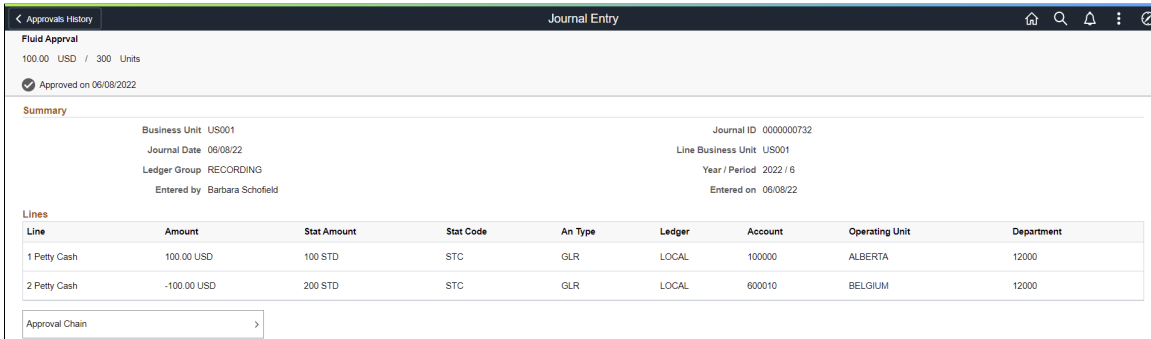 Approvals History Journal Entry
Fluid Apprval
100.00 USD / 300 Units
Approved on 06/08/2022
Summary
Business Unit US001 Journal ID 0000000732
Journal Date 06/08/22 Line Business Unit US001
Ledger Group RECORDING Year / Period 2022 / 6
Entered by Barbara Schofield Entered on 06/08/22
Lines
Line Amount Stat Amount Stat Code An Type Ledger Account Operating Unit Department
1 Petty Cash 100.00 USD 100 STD STC GLR LOCAL 100000 ALBERTA 12000
2 Petty Cash -100.00 USD 200 STD STC GLR LOCAL 600010 BELGIUM 12000
Approval Chain